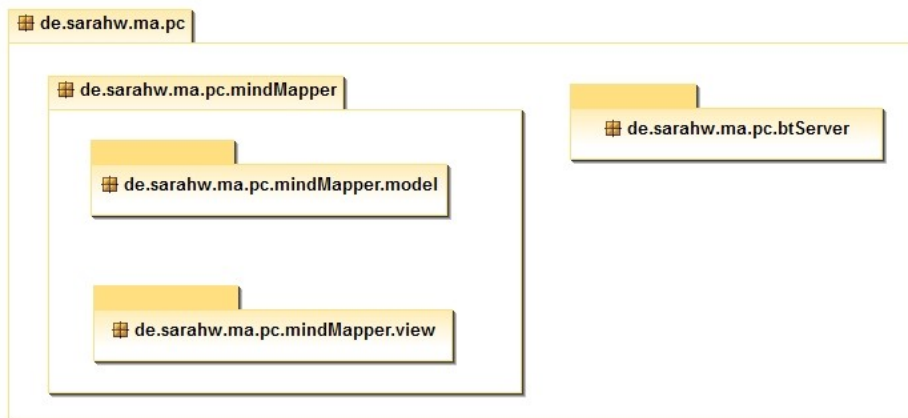 de.sarahw.ma.pc
de.sarahw.ma.pc.mindMapper
de.sarahw.ma.pc.btServer
de.sarahw.ma.pc.mindMapper.model
de.sarahw.ma.pc.mindMapper.view